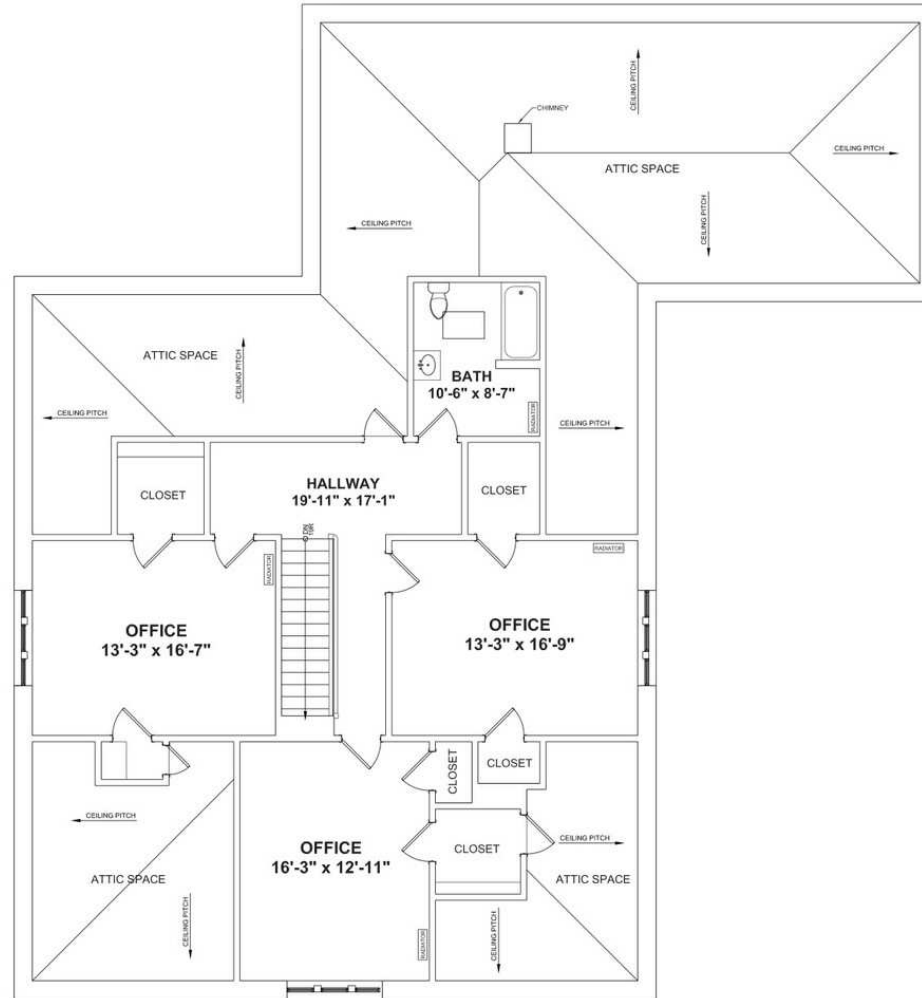 CEILING PITCH
CHIMNEY
CEILING PITCH
ATTIC SPACE
CEILING PITCH
CEILING PITCH
ATTIC SPACE
CEILING PITCH
CEILING PITCH
BATH
10'-6" x 8'-7"
RADIATOR
CEILING PITCH
HALLWAY
19'-11" x 17'-1"
CLOSET
CLOSET
DN
RADIATOR
RADIATOR
OFFICE
13'-3" x 16'-7"
OFFICE
13'-3" x 16'-9"
CLOSET
CLOSET
CEILING PITCH
ATTIC SPACE
CEILING PITCH
OFFICE
16'-3" x 12'-11"
RADIATOR
CLOSET
CEILING PITCH
ATTIC SPACE
CEILING PITCH